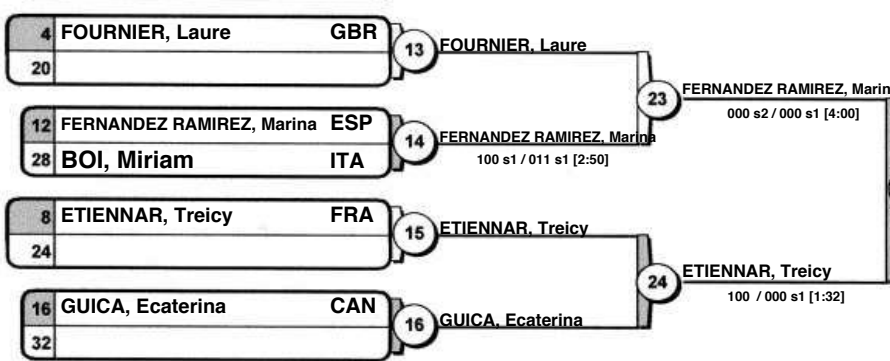 4 FOURNIER, Laure GBR
20
13
FOURNIER, Laure
12 FERNANDEZ RAMIREZ, Marina ESP
28 BOI, Miriam ITA
14
FERNANDEZ RAMIREZ, Marina
100 s1 / 011 s1 [2:50]
23
FERNANDEZ RAMIREZ, Marin
000 s2 / 000 s1 [4:00]
8 ETIENNAR, Treicy FRA
24
15
ETIENNAR, Treicy
16 GUICA, Ecaterina CAN
32
16
GUICA, Ecaterina
24
ETIENNAR, Treicy
100 / 000 s1 [1:32]